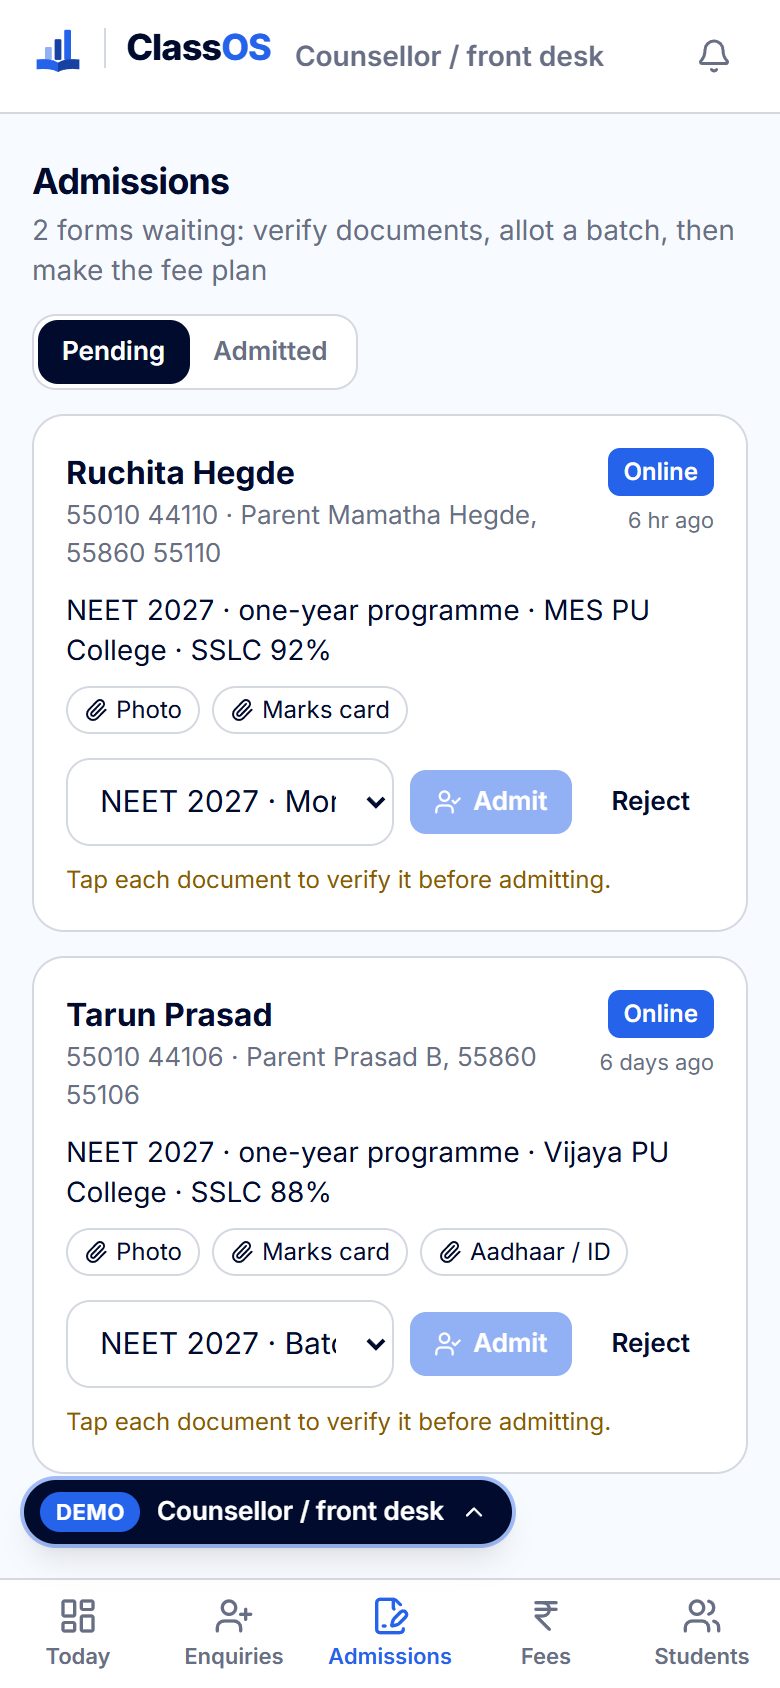 ClassOS
Counsellor / front desk
Admissions
2 forms waiting: verify documents, allot a batch, then
make the fee plan
Pending
Admitted
Ruchita Hegde
Online
55010 44110 · Parent Mamatha Hegde,
6 hr ago
55860 55110
NEET 2027 · one-year programme · MES PU
College · SSLC 92%
Photo
Marks card
NEET 2027 · Mor
Admit
Reject
Tap each document to verify it before admitting.
Tarun Prasad
Online
55010 44106 · Parent Prasad B, 55860
6 days ago
55106
NEET 2027 · one-year programme · Vijaya PU
College · SSLC 88%
Photo
Marks card
Aadhaar / ID
NEET 2027 · Batc
Admit
Reject
Tap each document to verify it before admitting.
DEMO
Counsellor / front desk
Today
Enquiries
Admissions
Fees
Students